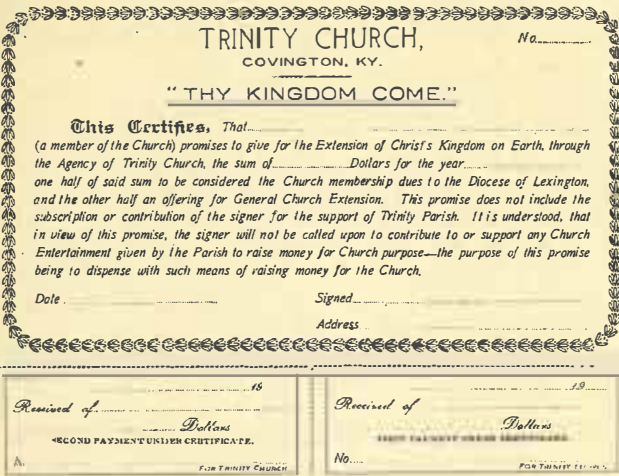 TRINITY CHURCH,
No.
COVINGTON, KY.
"THY KINGDOM COME."
This Certifies, That
(a member of the Church) promises to give for the Extension of Christ's Kingdom on Earth, through
the Agency of Trinity Church, the sum of Dollars for the year
one half of said sum to be considered the Church membership dues to the Diocese of Lexington,
and the other half an offering for General Church Extension. This promise does not include the
subscription or contribution of the signer for the support of Trinity Parish. It is understood, that
in view of this promise, the signer will not be called upon to contribute to or support any Church
Entertainment given by the Parish to raise money for Church purpose—the purpose of this promise
being to dispense with such means of raising money for the Church.
Date Signed
Address
19
Received of
Dollars
SECOND PAYMENT UNDER CERTIFICATE.
FOR TRINITY CHURCH
19
Received of
Dollars
No.
FOR TRINITY